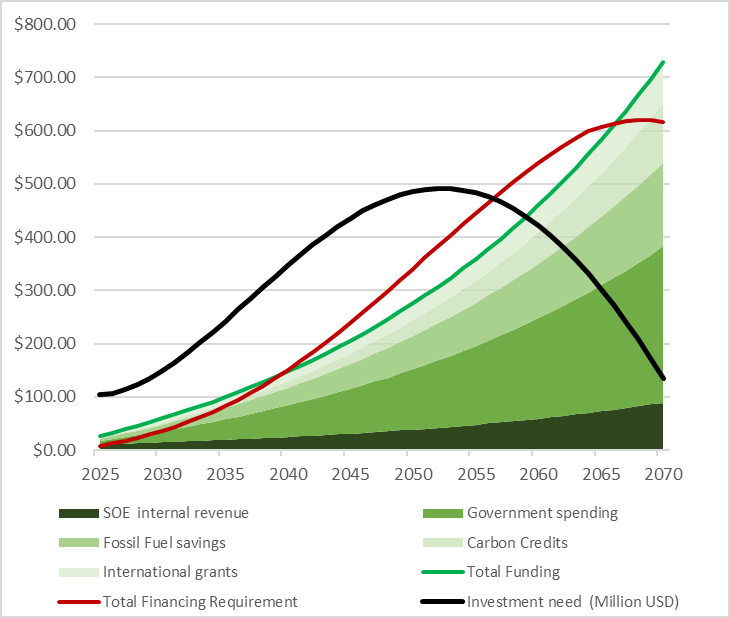 $800.00
$700.00
$600.00
$500.00
$400.00
$300.00
$200.00
$100.00
$0.00
2025 2030 2035 2040 2045 2050 2055 2060 2065 2070
SOE internal revenue Government spending
Fossil Fuel savings Carbon Credits
International grants Total Funding
Total Financing Requirement Investment need (Million USD)